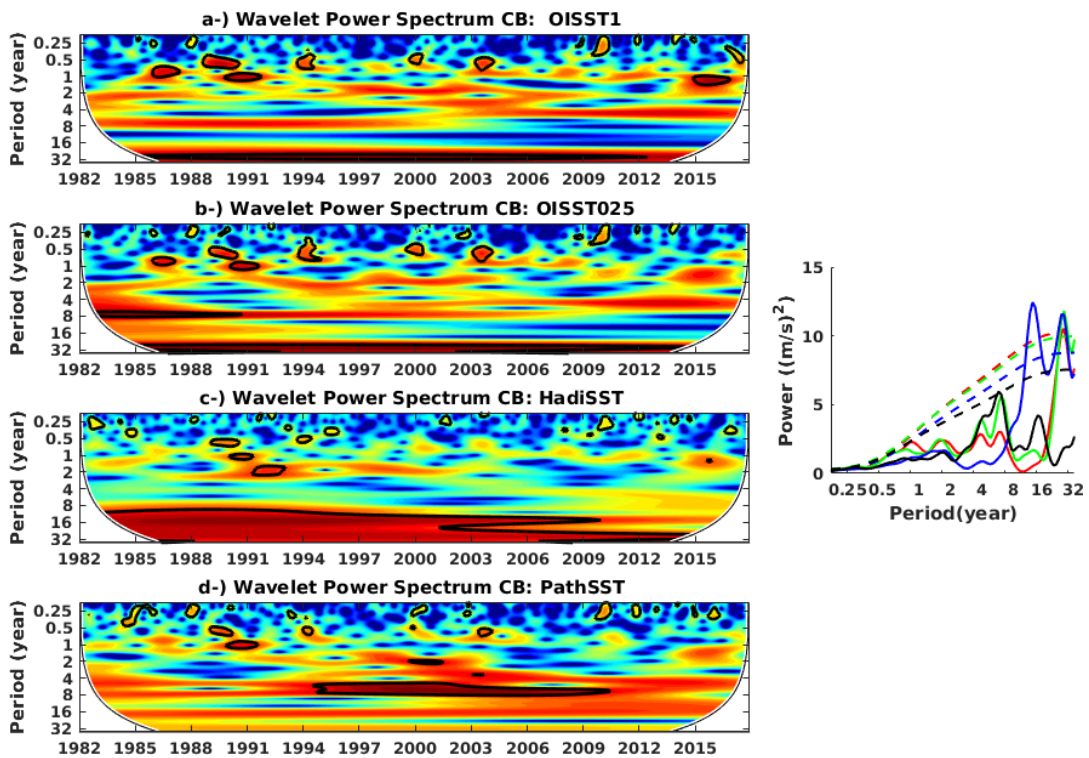 a-) Wavelet Power Spectrum CB: OISST1
Period (year)
0.25
0.5
1
2
4
8
16
32
1982 1985 1988 1991 1994 1997 2000 2003 2006 2009 2012 2015
b-) Wavelet Power Spectrum CB: OISST025
Period (year)
0.25
0.5
1
2
4
8
16
32
1982 1985 1988 1991 1994 1997 2000 2003 2006 2009 2012 2015
c-) Wavelet Power Spectrum CB: HadiSST
Period (year)
0.25
0.5
1
2
4
8
16
32
1982 1985 1988 1991 1994 1997 2000 2003 2006 2009 2012 2015
d-) Wavelet Power Spectrum CB: PathSST
Period (year)
0.25
0.5
1
2
4
8
16
32
1982 1985 1988 1991 1994 1997 2000 2003 2006 2009 2012 2015
Power ((m/s)²)
15
10
5
0
0.25 0.5 1 2 4 8 16 32
Period(year)